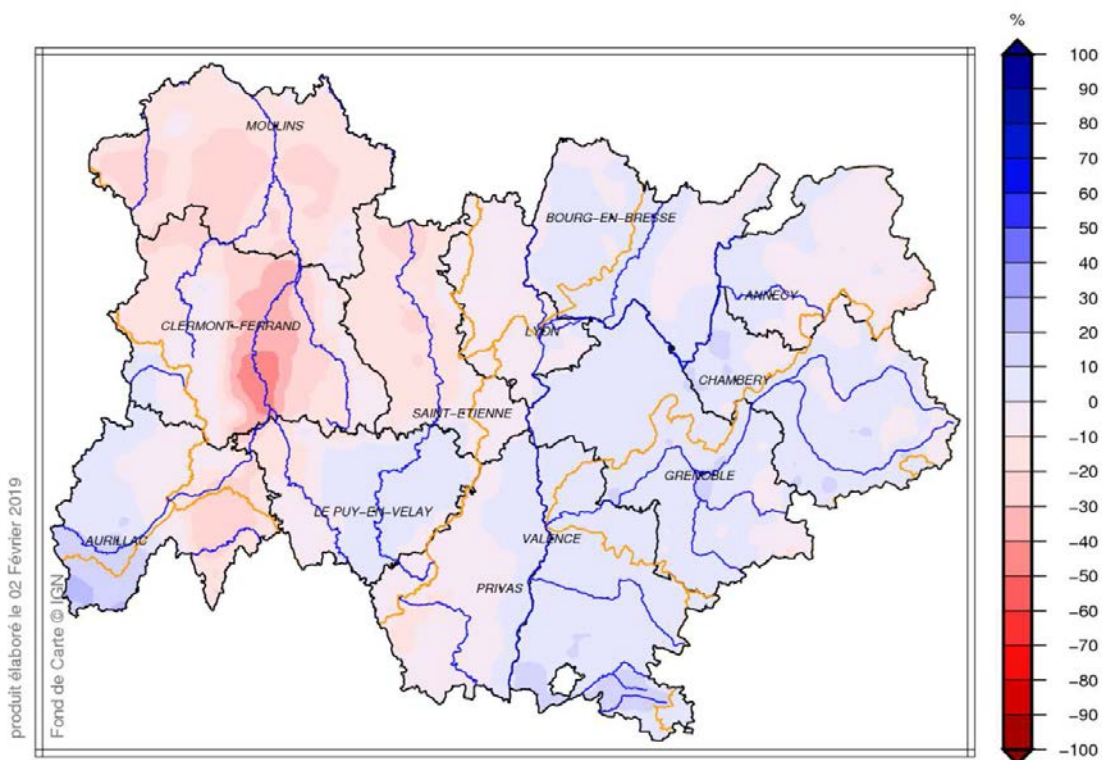 %
100
90
80
70
60
50
40
30
20
10
0
−10
−20
−30
−40
−50
−60
−70
−80
−90
−100
MOULINS
BOURG−EN−BRESSE
ANNECY
CLERMONT−FERRAND
LYON
CHAMBERY
SAINT−ETIENNE
GRENOBLE
LE PUY−EN−VELAY
AURILLAC
VALENCE
PRIVAS
produit élaboré le 02 Février 2019
Fond de Carte © IGN